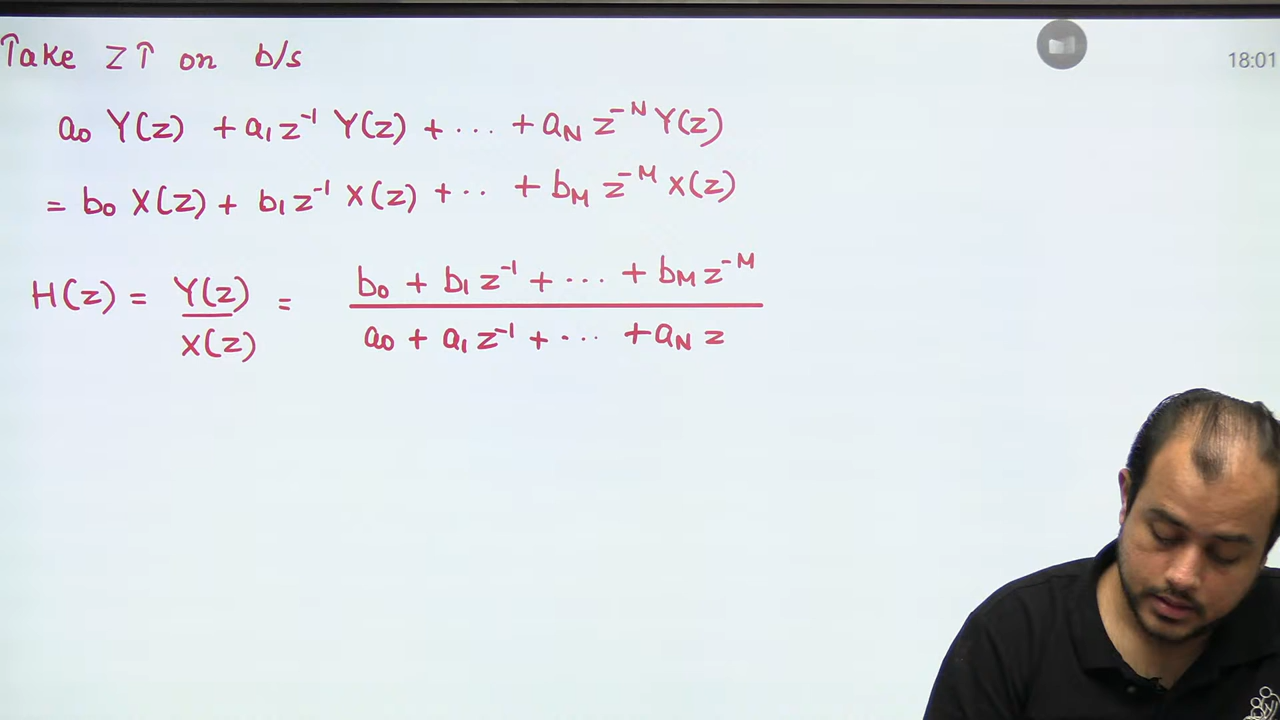 Take Z↑ on b/s
18:01
a₀ Y(z) + a₁ z⁻¹ Y(z) + ... + a_N z^{-N} Y(z)
= b₀ X(z) + b₁ z⁻¹ X(z) + .. + b_M z^{-M} X(z)
H(z) = Y(z)/X(z) = (b₀ + b₁ z⁻¹ + ... + b_M z^{-M})/(a₀ + a₁ z⁻¹ + ... + a_N z)